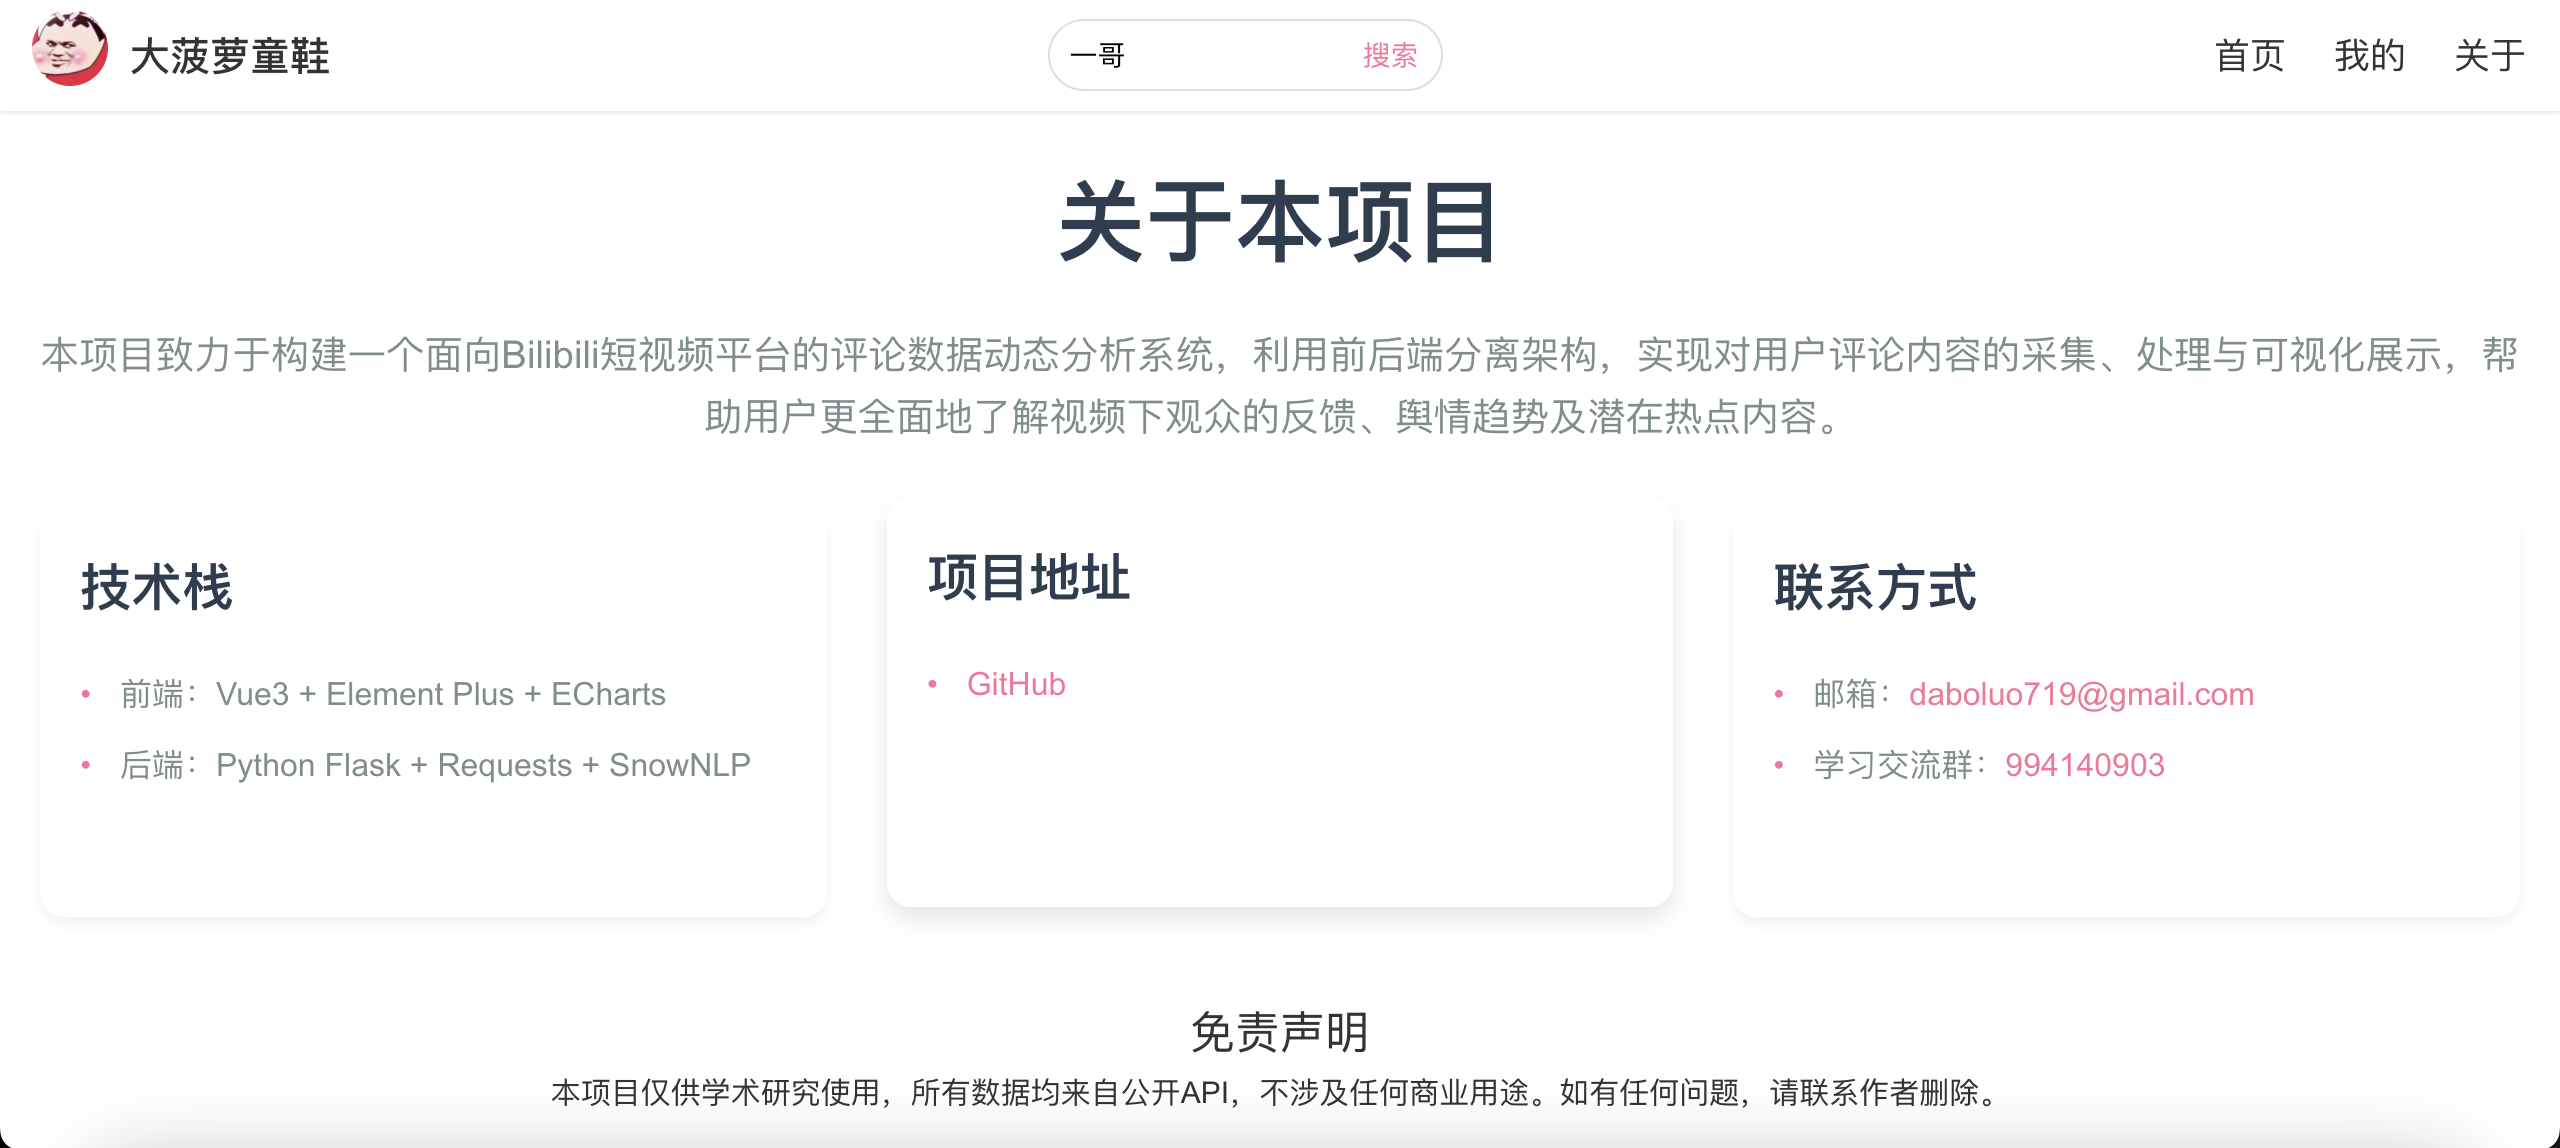 大菠萝童鞋
一哥 搜索
首页 我的 关于
关于本项目
本项目致力于构建一个面向Bilibili短视频平台的评论数据动态分析系统，利用前后端分离架构，实现对用户评论内容的采集、处理与可视化展示，帮
助用户更全面地了解视频下观众的反馈、舆情趋势及潜在热点内容。
技术栈
• 前端：Vue3 + Element Plus + ECharts
• 后端：Python Flask + Requests + SnowNLP
项目地址
• GitHub
联系方式
• 邮箱：daboluo719@gmail.com
• 学习交流群：994140903
免责声明
本项目仅供学术研究使用，所有数据均来自公开API，不涉及任何商业用途。如有任何问题，请联系作者删除。